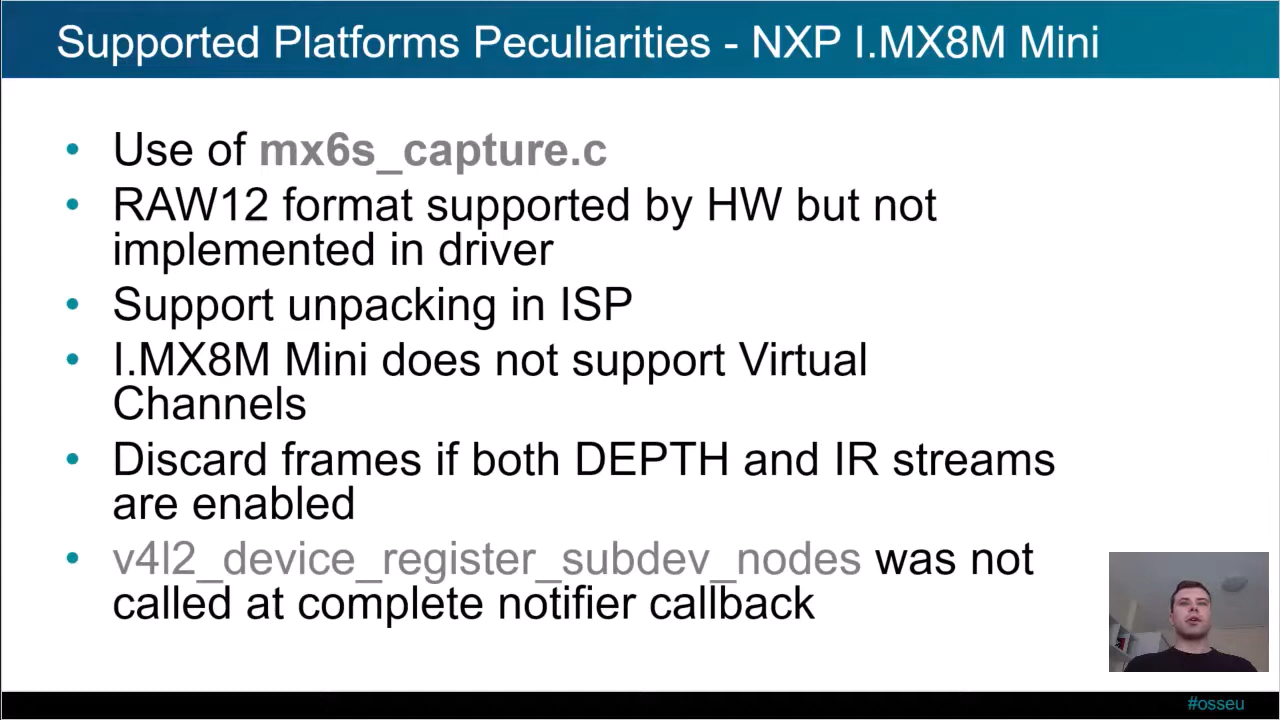 Supported Platforms Peculiarities - NXP I.MX8M Mini
• Use of mx6s_capture.c
• RAW12 format supported by HW but not
implemented in driver
• Support unpacking in ISP
• I.MX8M Mini does not support Virtual
Channels
• Discard frames if both DEPTH and IR streams
are enabled
• v4l2_device_register_subdev_nodes was not
called at complete notifier callback
#osseu